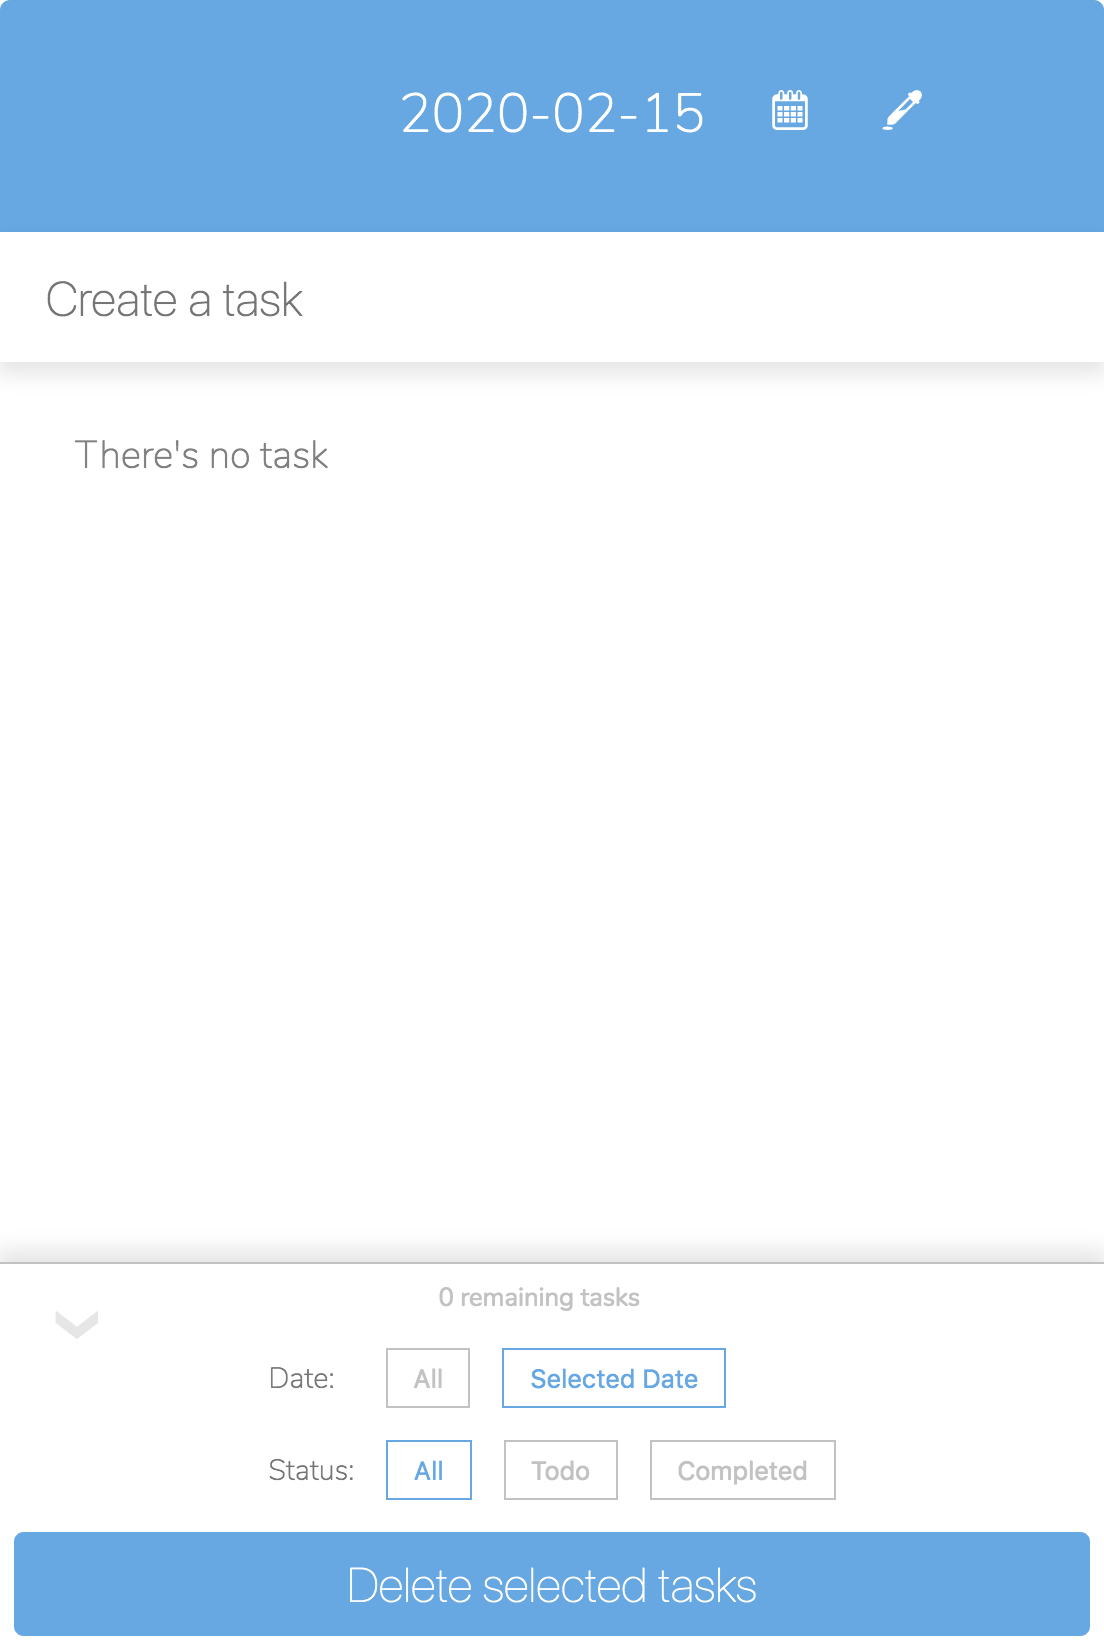 2020-02-15
Create a task
There's no task
0 remaining tasks
Date: All Selected Date
Status: All Todo Completed
Delete selected tasks